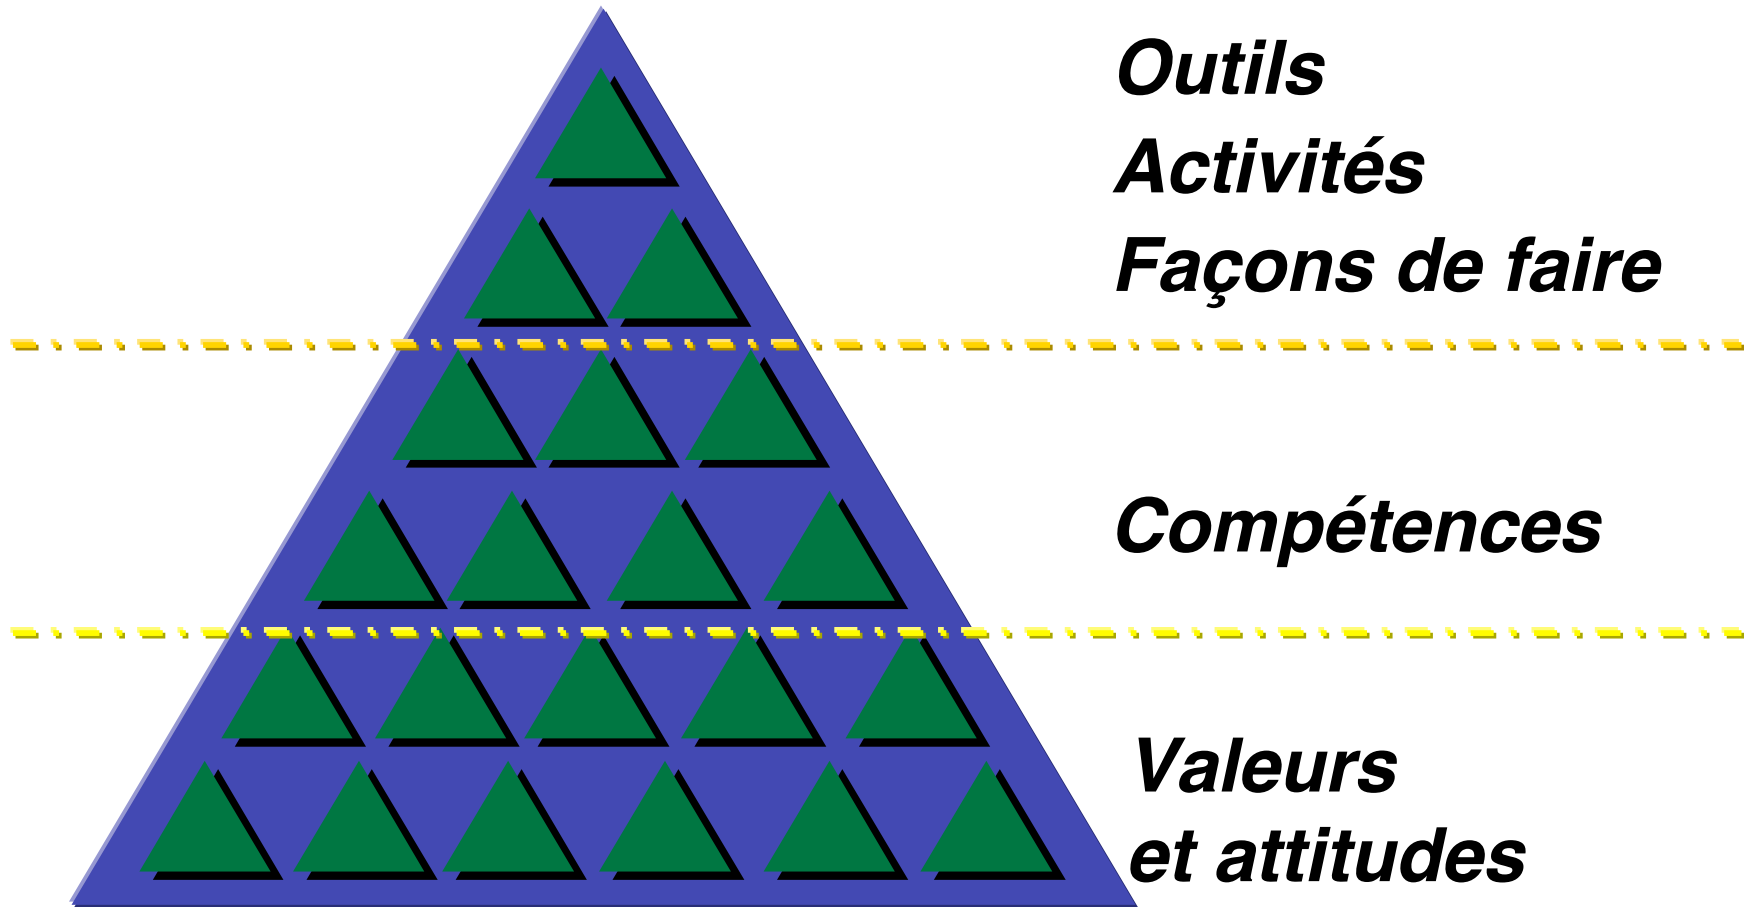 Outils
Activités
Façons de faire
Compétences
Valeurs
et attitudes